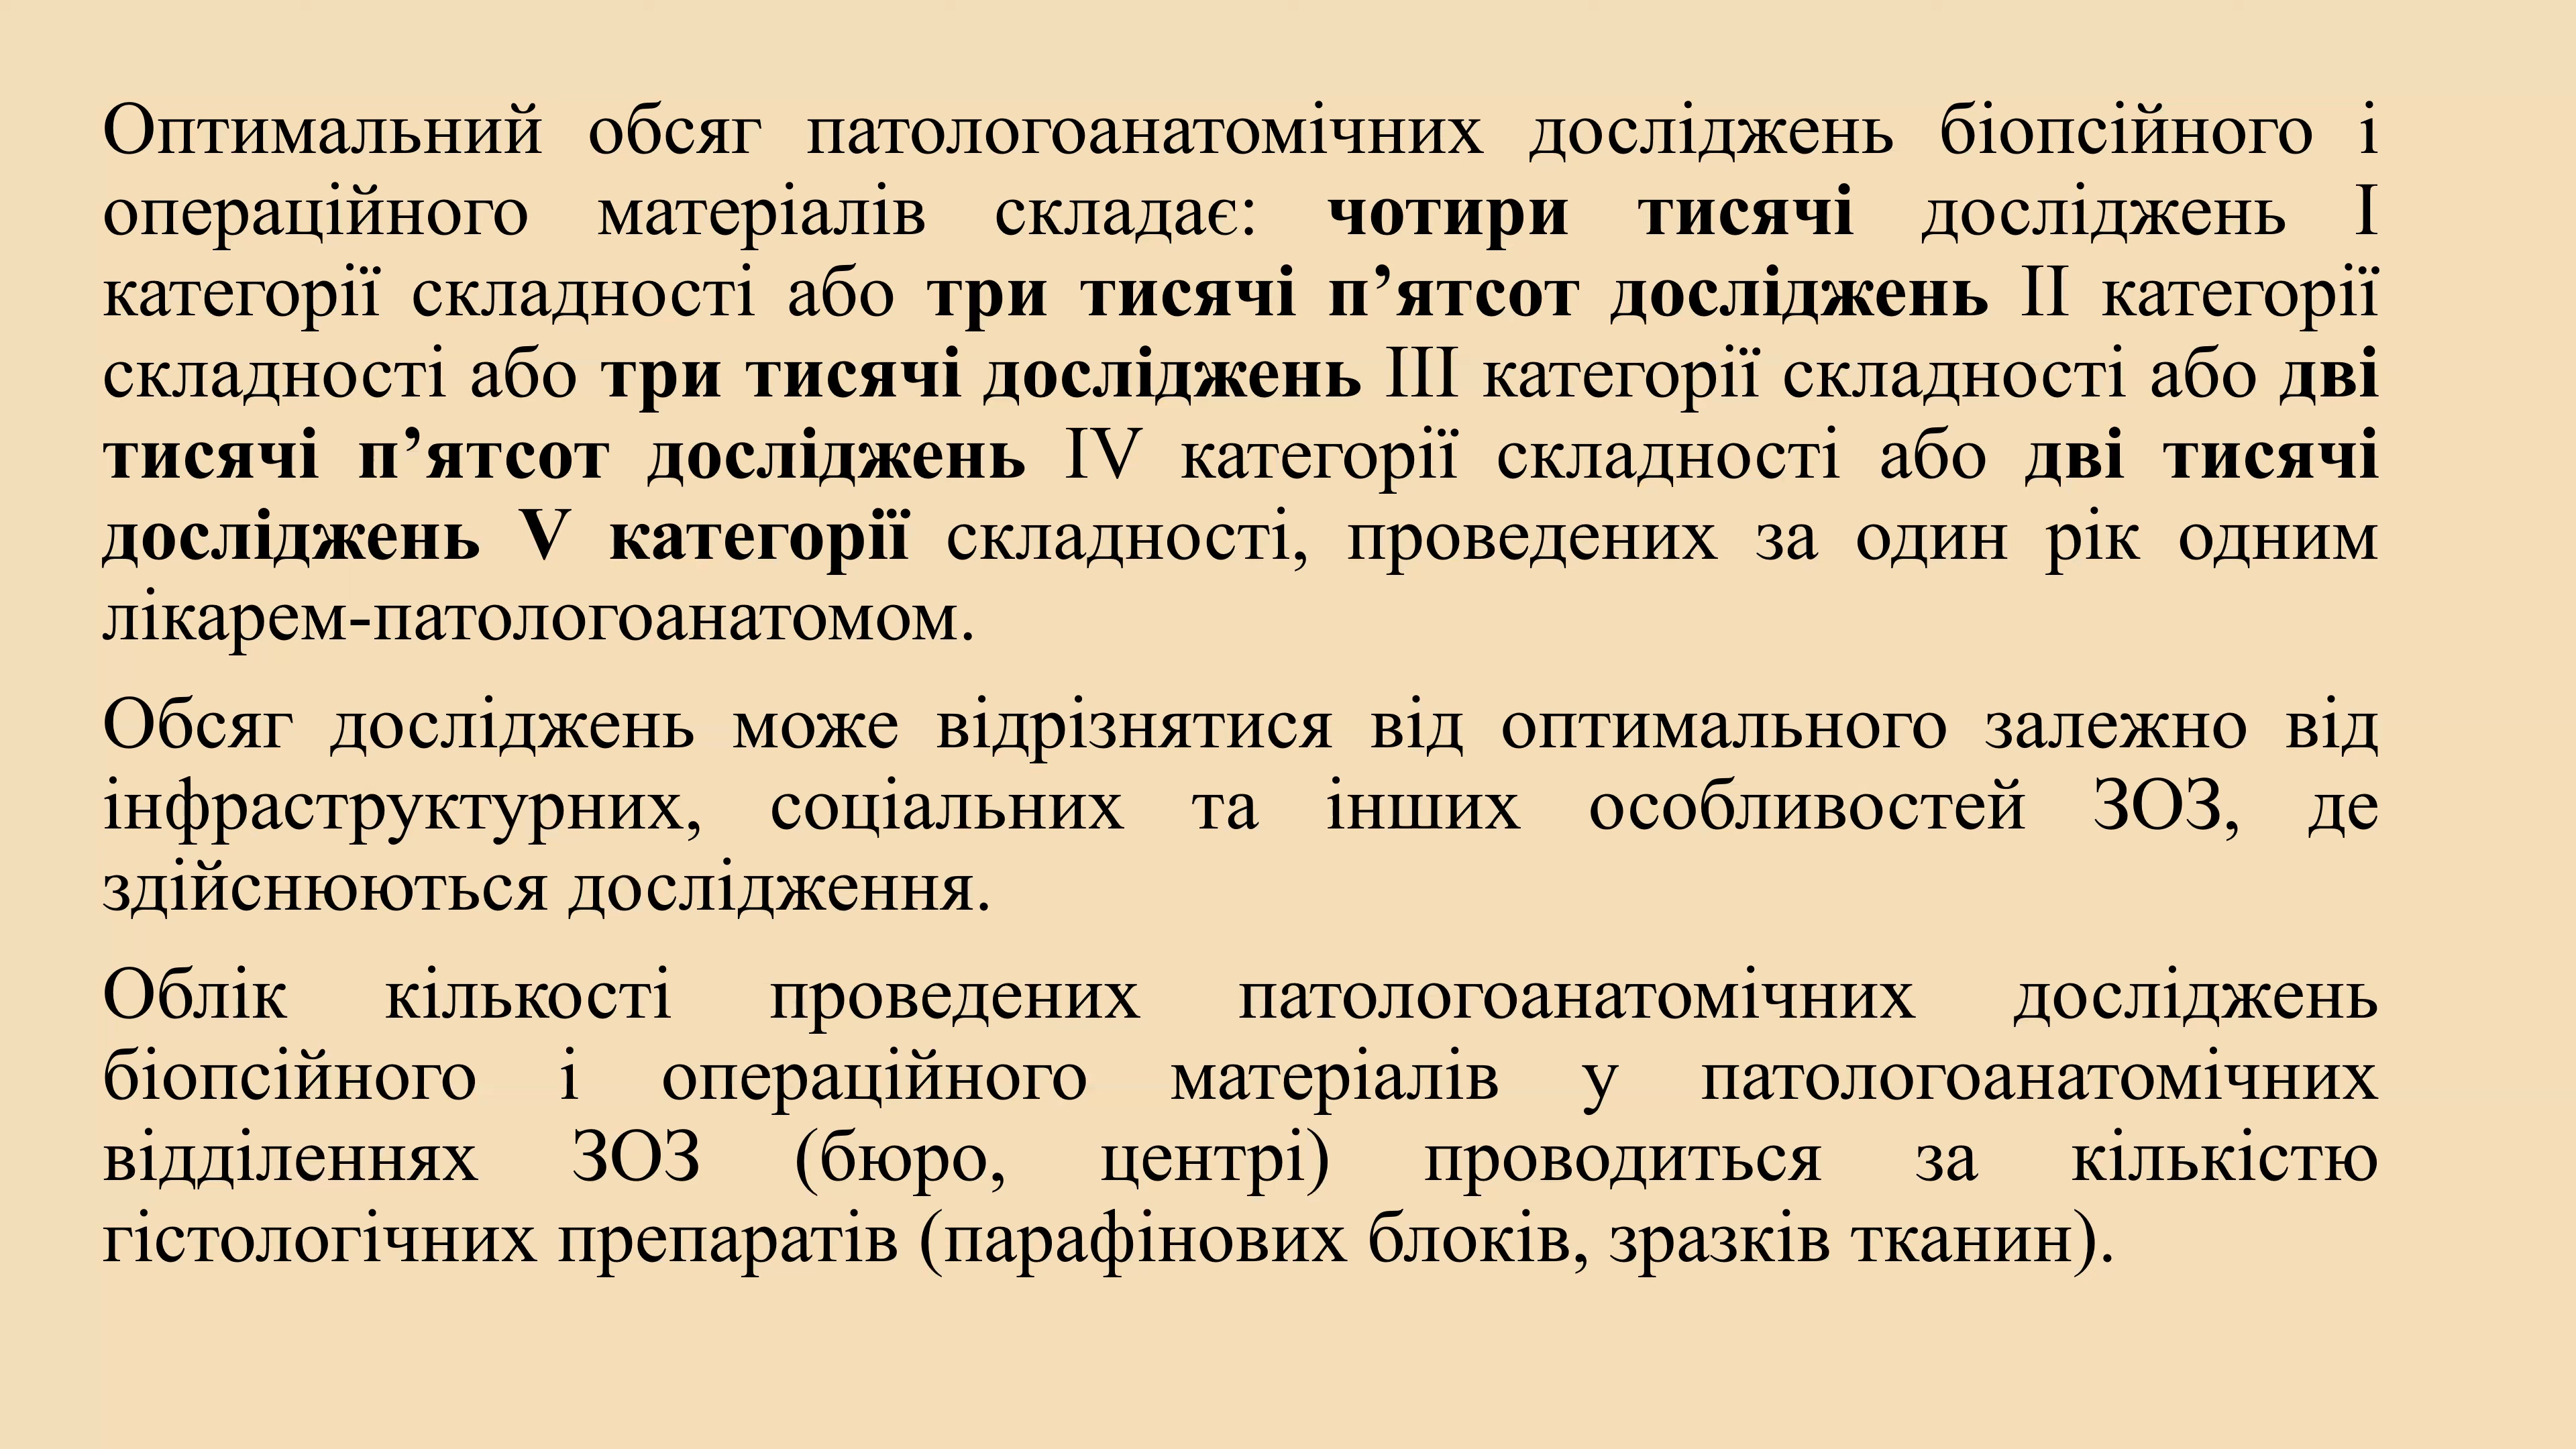 Оптимальний обсяг патологоанатомічних досліджень біопсійного і
операційного матеріалів складає: чотири тисячі досліджень I
категорії складності або три тисячі п’ятсот досліджень II категорії
складності або три тисячі досліджень III категорії складності або дві
тисячі п’ятсот досліджень IV категорії складності або дві тисячі
досліджень V категорії складності, проведених за один рік одним
лікарем-патологоанатомом.
Обсяг досліджень може відрізнятися від оптимального залежно від
інфраструктурних, соціальних та інших особливостей ЗОЗ, де
здійснюються дослідження.
Облік кількості проведених патологоанатомічних досліджень
біопсійного і операційного матеріалів у патологоанатомічних
відділеннях ЗОЗ (бюро, центрі) проводиться за кількістю
гістологічних препаратів (парафінових блоків, зразків тканин).